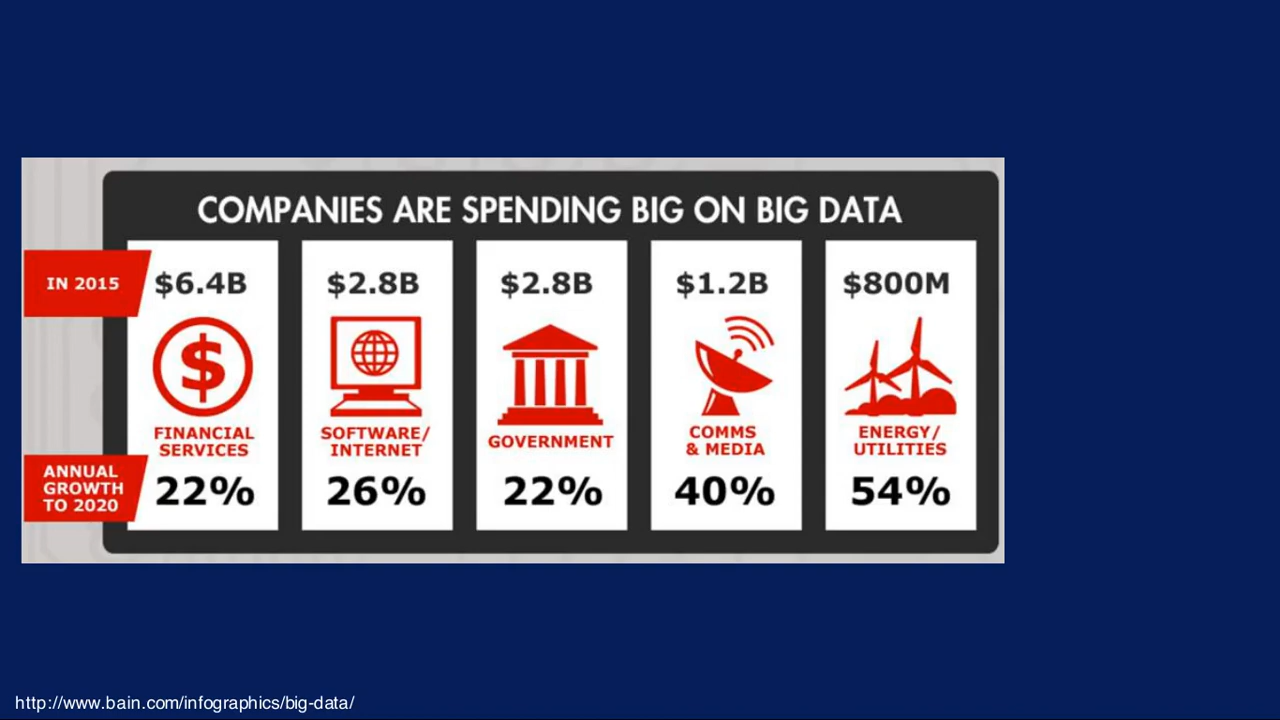 COMPANIES ARE SPENDING BIG ON BIG DATA
IN 2015
$6.4B
$2.8B
$2.8B
$1.2B
$800M
$
FINANCIAL
SERVICES
SOFTWARE/
INTERNET
GOVERNMENT
COMMS
& MEDIA
ENERGY/
UTILITIES
ANNUAL
GROWTH
TO 2020
22%
26%
22%
40%
54%
http://www.bain.com/infographics/big-data/